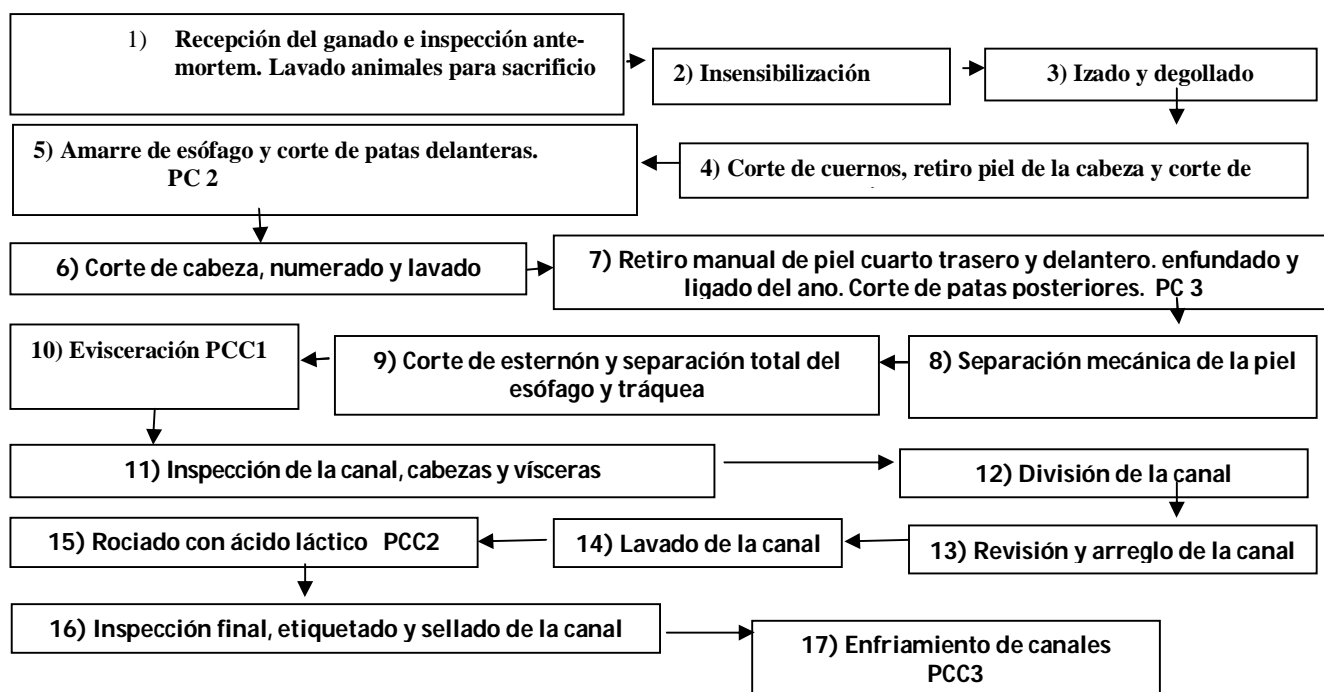 1) Recepción del ganado e inspección ante-
mortem. Lavado animales para sacrificio
2) Insensibilización
3) Izado y degollado
4) Corte de cuernos, retiro piel de la cabeza y corte de
5) Amarre de esófago y corte de patas delanteras.
PC 2
6) Corte de cabeza, numerado y lavado
7) Retiro manual de piel cuarto trasero y delantero. enfundado y
ligado del ano. Corte de patas posteriores. PC 3
8) Separación mecánica de la piel
9) Corte de esternón y separación total del
esófago y tráquea
10) Evisceración PCC1
11) Inspección de la canal, cabezas y vísceras
12) División de la canal
13) Revisión y arreglo de la canal
14) Lavado de la canal
15) Rociado con ácido láctico PCC2
16) Inspección final, etiquetado y sellado de la canal
17) Enfriamiento de canales
PCC3